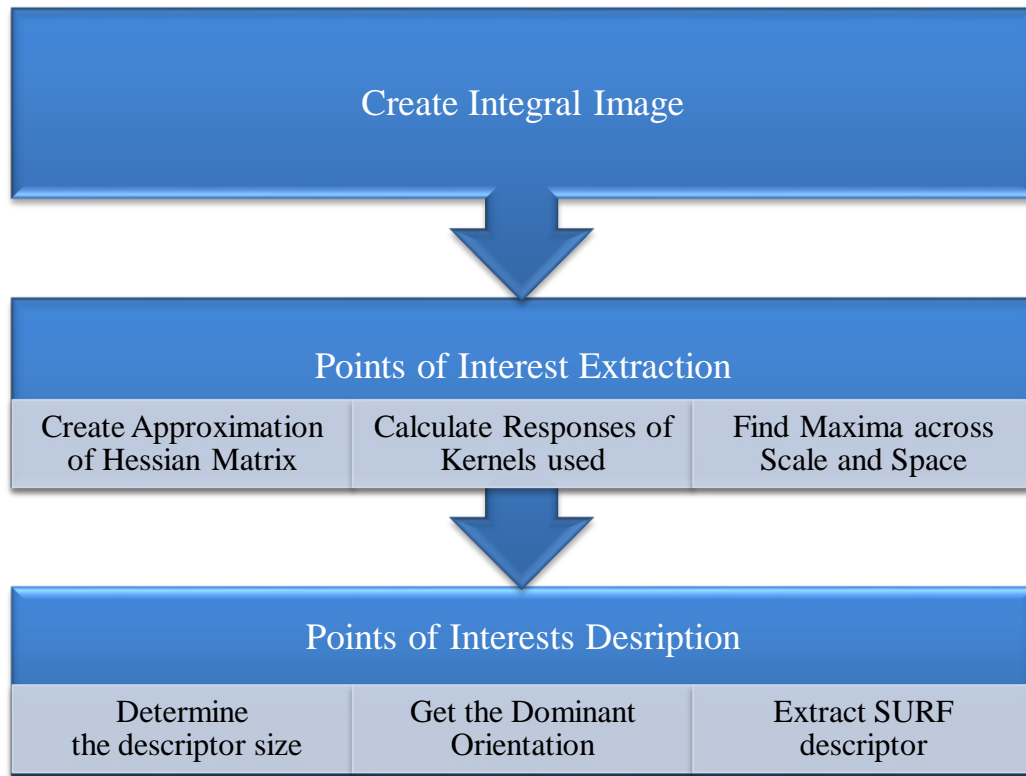 Create Integral Image
Points of Interest Extraction
Create Approximation
of Hessian Matrix
Calculate Responses of
Kernels used
Find Maxima across
Scale and Space
Points of Interests Desription
Determine
the descriptor size
Get the Dominant
Orientation
Extract SURF
descriptor